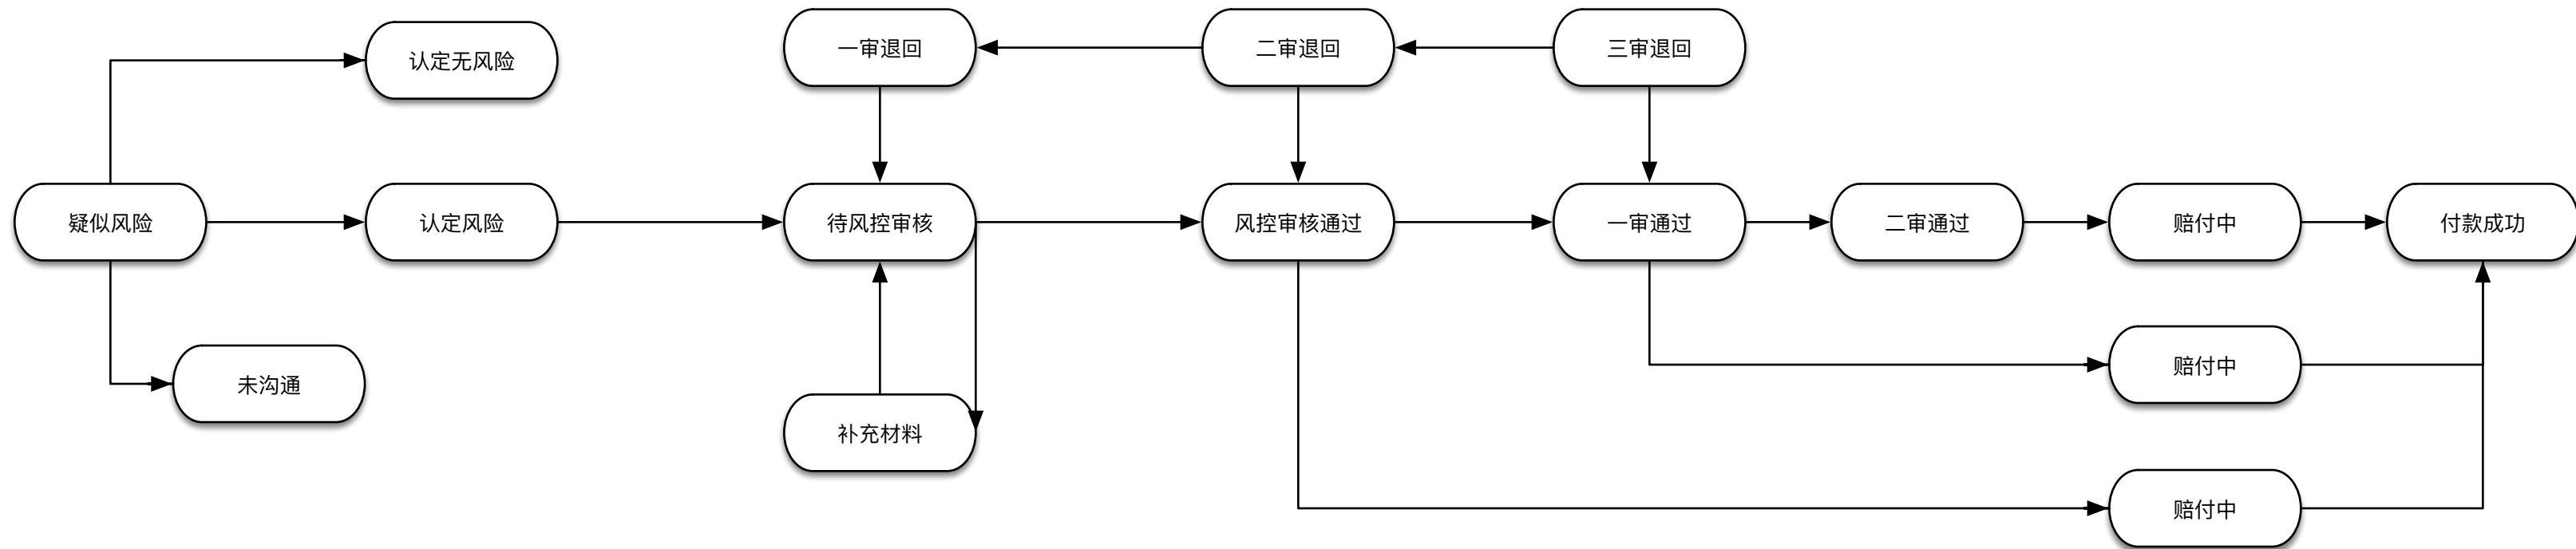 认定无风险
一审退回
二审退回
三审退回
疑似风险
认定风险
待风控审核
风控审核通过
一审通过
二审通过
赔付中
付款成功
未沟通
赔付中
补充材料
赔付中